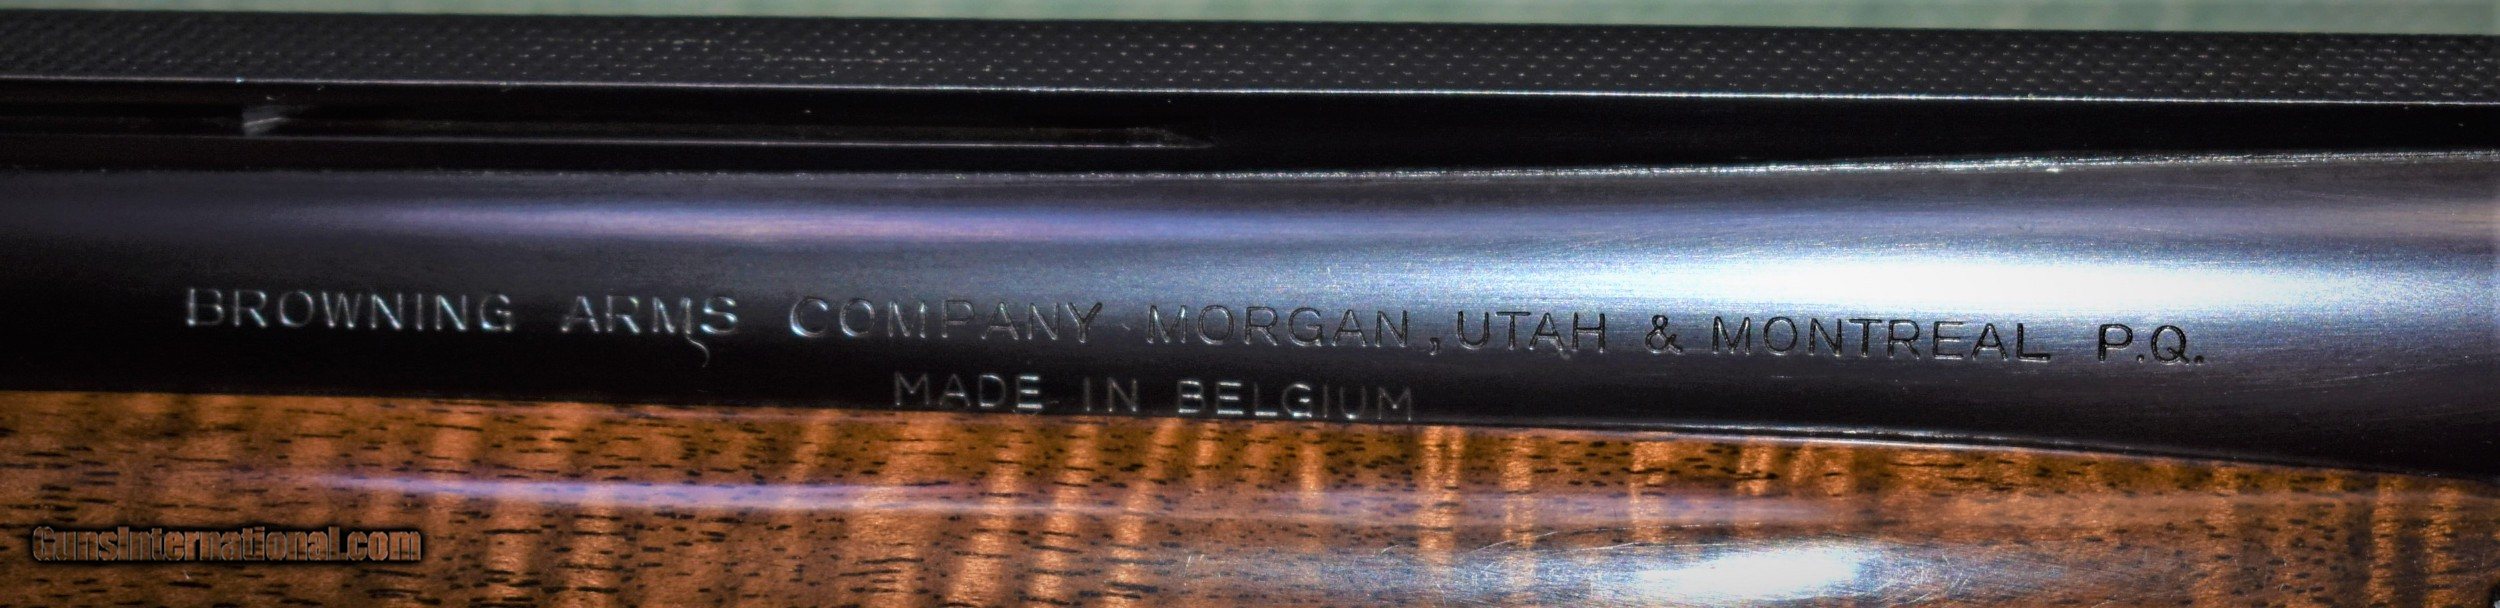 BROWNING ARMS COMPANY MORGAN, UTAH & MONTREAL P.Q.
MADE IN BELGIUM
GunsInternational.com